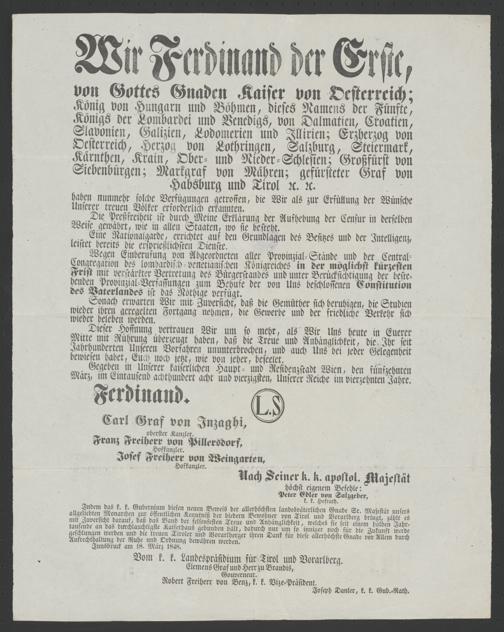 Wir Ferdinand der Erste,
von Gottes Gnaden Kaiser von Oesterreich;
König von Hungarn und Böhmen, dieses Namens der Fünfte,
Königs der Lombardei und Venedigs, von Dalmatien, Croatien,
Slavonien, Galizien, Lodomerien und Illirien; Erzherzog von
Oesterreich, Herzog von Lothringen, Salzburg, Steiermark,
Kärnthen, Krain, Ober- und Nieder-Schlesien; Großfürst von
Siebenbürgen; Markgraf von Mähren; gefürsteter Graf von
Habsburg und Tirol ꝛc. ꝛc.
haben nunmehr solche Verfügungen getroffen, die Wir als zur Erfüllung der Wünsche
Unserer treuen Völker erforderlich erkannten.
Die Preßfreiheit ist durch Meine Erklärung der Aufhebung der Censur in derselben
Weise gewährt, wie in allen Staaten, wo sie besteht.
Eine Nationalgarde, errichtet auf den Grundlagen des Besitzes und der Intelligenz,
leistet bereits die ersprießlichsten Dienste.
Wegen Einberufung von Abgeordneten aller Provinzial-Stände und der Central-
Congregation des lombardisch-venetianischen Königreiches in der möglichst kürzesten
Frist mit verstärkter Vertretung des Bürgerstandes und unter Berücksichtigung der beste-
henden Provinzial-Verfassungen zum Behufe der von Uns beschlossenen Constitution
des Vaterlandes ist das Nöthige verfügt.
Sonach erwarten Wir mit Zuversicht, daß die Gemüther sich beruhigen, die Studien
wieder ihren geregelten Fortgang nehmen, die Gewerbe und der friedliche Verkehr sich
wieder beleben werden.
Dieser Hoffnung vertrauen Wir um so mehr, als Wir Uns heute in Euerer
Mitte mit Rührung überzeugt haben, daß die Treue und Anhänglichkeit, die Ihr seit
Jahrhunderten Unseren Vorfahren ununterbrochen, und auch Uns bei jeder Gelegenheit
bewiesen habet, Euch noch jetzt, wie von jeher, beseelet.
Gegeben in Unserer kaiserlichen Haupt- und Residenzstadt Wien, den fünfzehnten
März, im Eintausend achthundert acht und vierzigsten, Unserer Reiche im vierzehnten Jahre.
Ferdinand.
L.S
Carl Graf von Inzaghi,
oberster Kanzler.
Franz Freiherr von Pillersdorf,
Hofkanzler.
Josef Freiherr von Weingarten,
Hofkanzler.
Nach Seiner k. k. apostol. Majestät
höchst eigenem Befehle:
Peter Edler von Salzgeber,
k. k. Hofrath.
Indem das k. k. Gubernium diesen neuen Beweis der allerhöchsten landesväterlichen Gnade Sr. Majestät unsers
allgeliebten Monarchen zur öffentlichen Kenntniß der biedern Bewohner von Tirol und Vorarlberg bringt, zählt es
mit Zuversicht darauf, daß das Band der felsenfesten Treue und Anhänglichkeit, welches sie seit einem halben Jahr-
tausende an das durchlauchtigste Kaiserhaus gebunden hält, dadurch nur um so inniger auch für die Zukunft werde
geschlungen werden und die treuen Tiroler und Vorarlberger ihren Dank für diese allerhöchste Gnade vor Allem durch
Aufrechthaltung der Ruhe und Ordnung bewähren werden.
Innsbruck am 18. März 1848.
Vom k. k. Landespräsidium für Tirol und Vorarlberg.
Clemens Graf und Herr zu Brandis,
Gouverneur.
Robert Freiherr von Benz, k. k. Vize-Präsident.
Joseph Danler, k. k. Gub.-Rath.